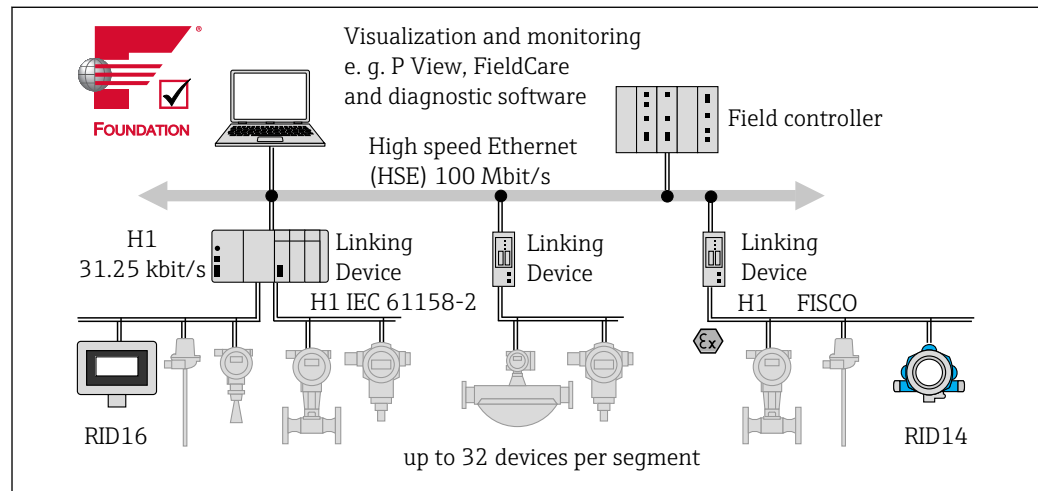 FOUNDATION
®
Visualization and monitoring
e. g. P View, FieldCare
and diagnostic software
Field controller
High speed Ethernet
(HSE) 100 Mbit/s
H1
31.25 kbit/s
Linking
Device
Linking
Device
Linking
Device
H1 IEC 61158-2
H1 FISCO
Ex
RID16
RID14
up to 32 devices per segment